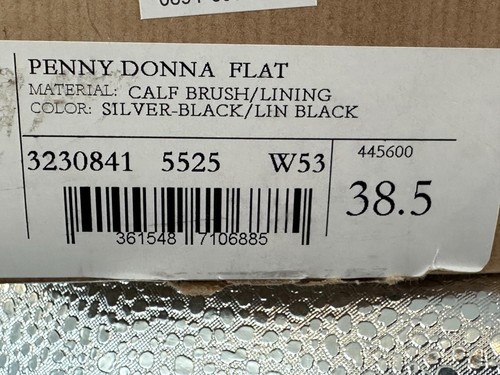 PENNY DONNA FLAT
MATERIAL: CALF BRUSH/LINING
COLOR: SILVER-BLACK/LIN BLACK
3230841 5525 W53
445600
38.5
361548 7106885